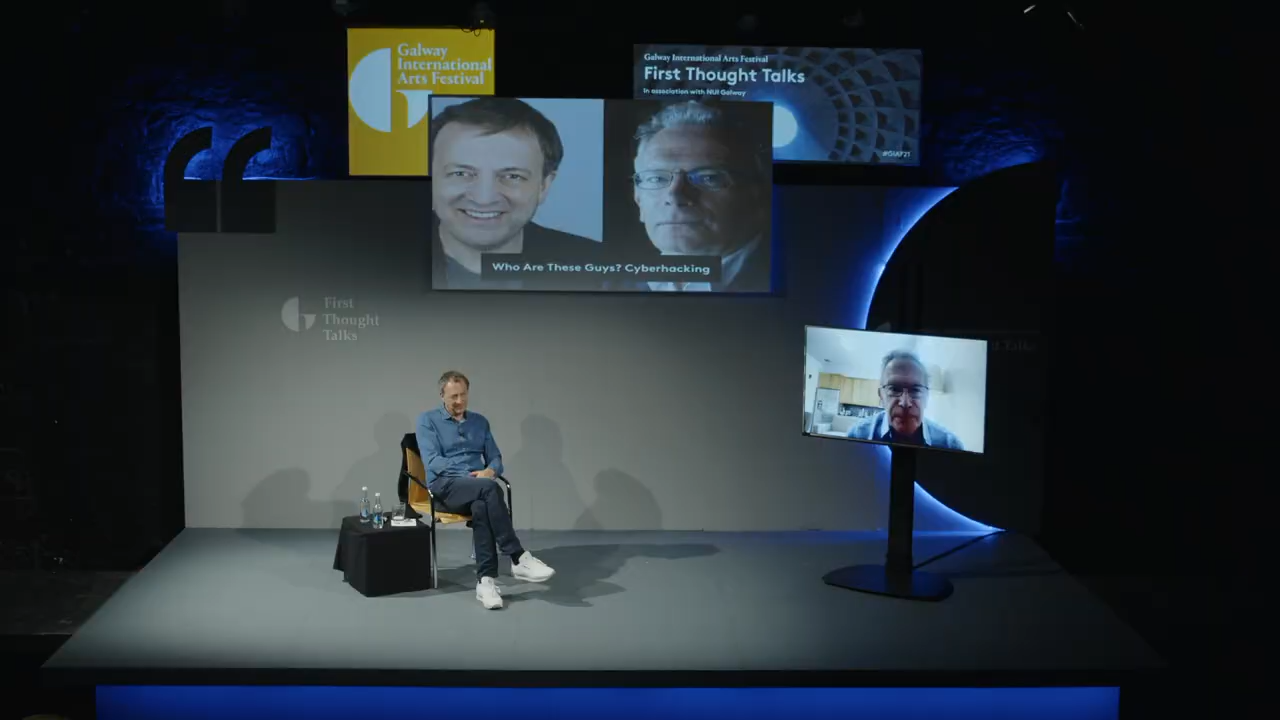 Galway
International
Arts Festival
Galway International Arts Festival
First Thought Talks
In association with NUI Galway
#GIAF21
Who Are These Guys? Cyberhacking
First
Thought
Talks